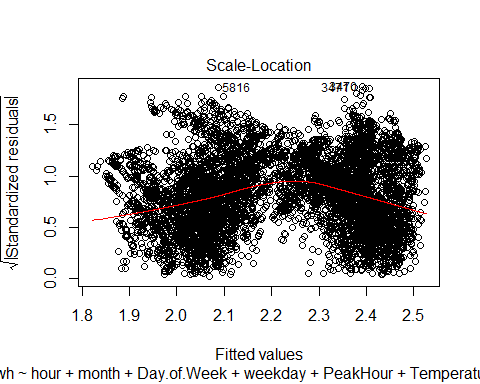 Scale-Location
√|Standardized residuals|
0.0 0.5 1.0 1.5
5816
1.8 1.9 2.0 2.1 2.2 2.3 2.4 2.5
Fitted values
wh ~ hour + month + Day.of.Week + weekday + PeakHour + Temperatu